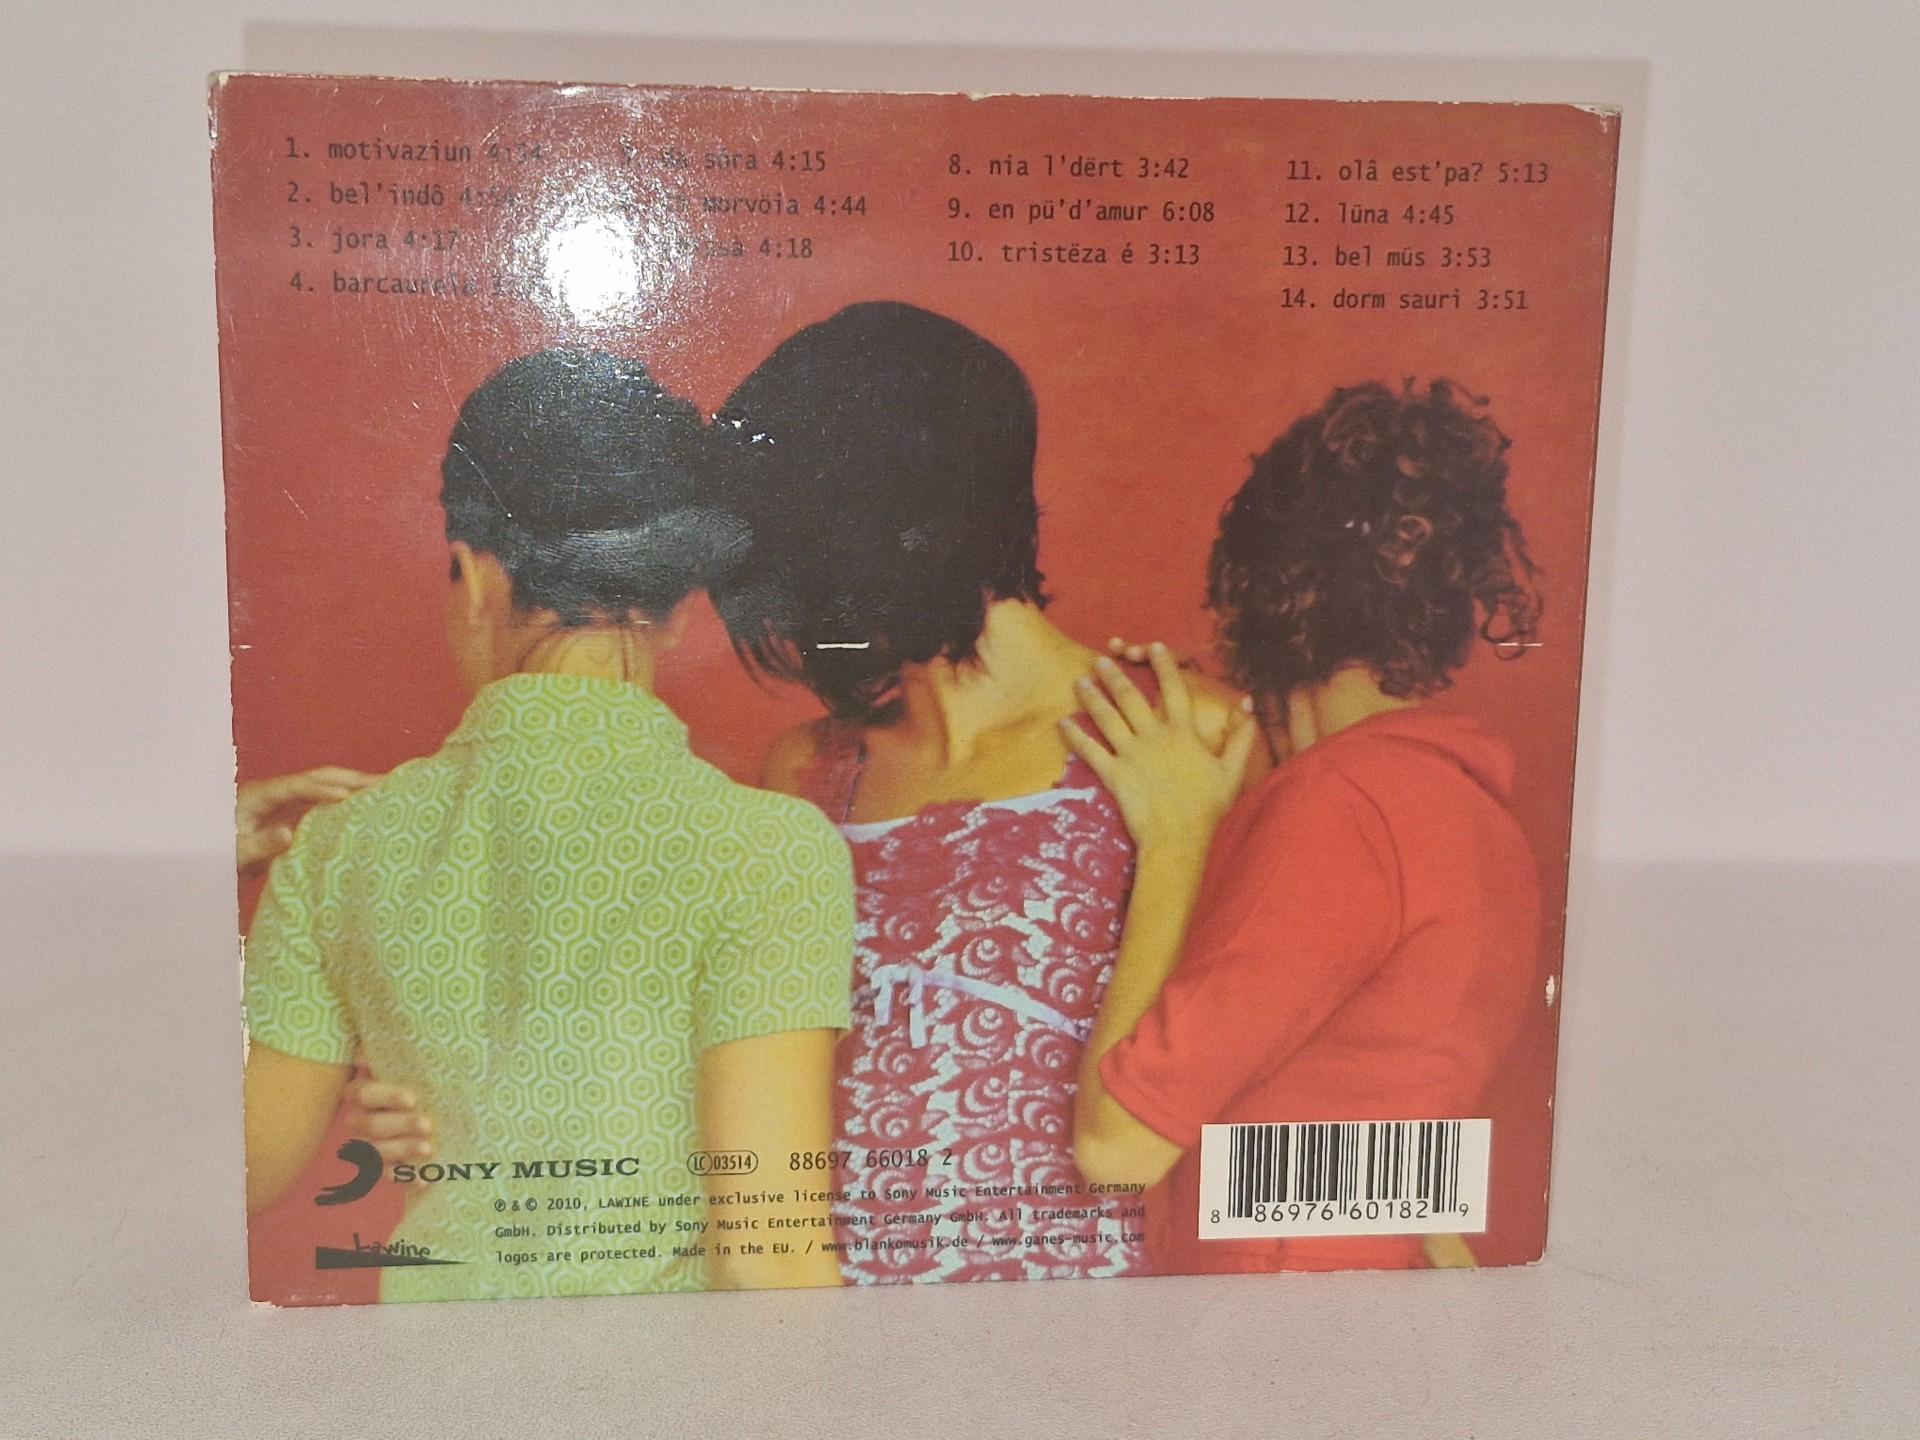 1. motivaziun
2. bel'indô
3. jora 4:17
4. barcaurela
söra 4:15
morvöia 4:44
4:18
8. nia l'dërt 3:42
9. en pü'd'amur 6:08
10. tristëza é 3:13
11. olâ est'pa? 5:13
12. lüna 4:45
13. bel müs 3:53
14. dorm saurì 3:51
SONY MUSIC LC 03514 88697 66018 2
℗ & © 2010, LAWINE under exclusive license to Sony Music Entertainment Germany
GmbH. Distributed by Sony Music Entertainment Germany GmbH. All trademarks and
logos are protected. Made in the EU. / www.blankomusik.de / www.ganes-music.com
Lawine
8 86976 60182 9